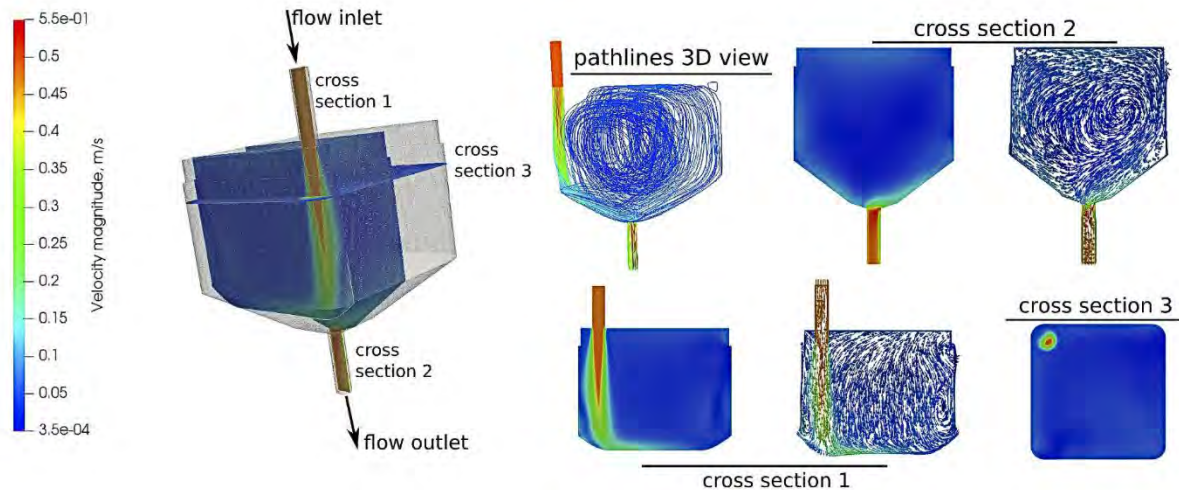 5.5e-01
0.5
0.45
0.4
0.35
0.3
0.25
0.2
0.15
0.1
0.05
3.5e-04
Velocity magnitude, m/s
flow inlet
cross
section 1
cross
section 3
cross
section 2
flow outlet
pathlines 3D view
cross section 2
cross section 3
cross section 1